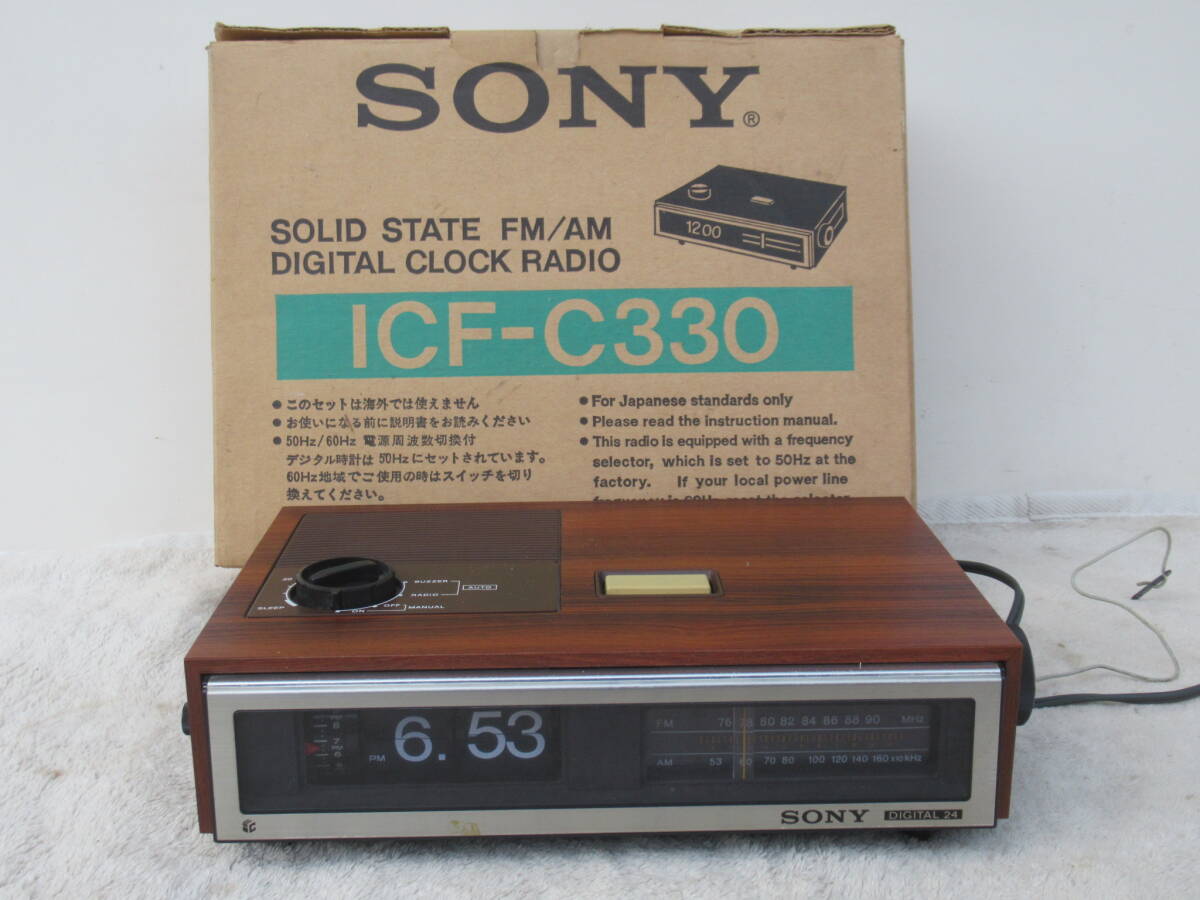 SONY®
SOLID STATE FM/AM
DIGITAL CLOCK RADIO
1200
ICF-C330
● このセットは海外では使えません
● お使いになる前に説明書をお読みください
● 50Hz/60Hz 電源周波数切換付
デジタル時計は50Hzにセットされています。
60Hz地域でご使用の時はスイッチを切り
換えてください。
● For Japanese standards only
● Please read the instruction manual.
● This radio is equipped with a frequency
selector, which is set to 50Hz at the
factory. If your local power line
BUZZER
RADIO
AUTO
SLEEP
ON
OFF
MANUAL
8
7
6
PM 6.53
FM 76 78 80 82 84 86 88 90 MHz
AM 53 60 70 80 100 120 140 160 x10kHz
SONY DIGITAL 24